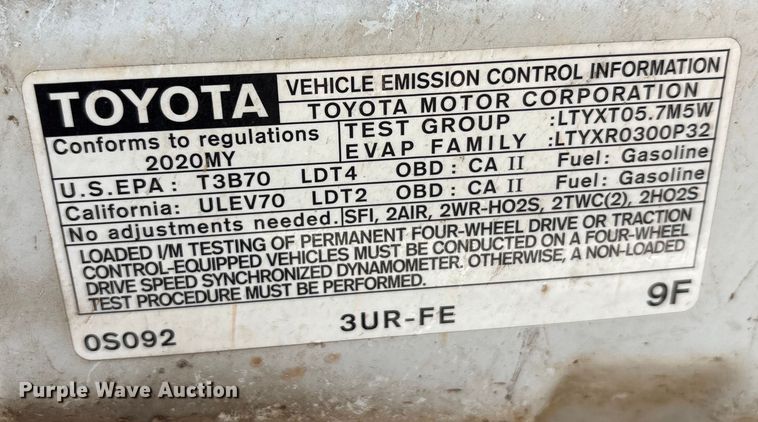 TOYOTA
VEHICLE EMISSION CONTROL INFORMATION
TOYOTA MOTOR CORPORATION
Conforms to regulations
2020MY
TEST GROUP :LTYXT05.7M5W
EVAP FAMILY :LTYXR0300P32
U.S.EPA: T3B70 LDT4 OBD: CA II Fuel: Gasoline
California: ULEV70 LDT2 OBD: CA II Fuel: Gasoline
No adjustments needed. SFI, 2AIR, 2WR-HO2S, 2TWC(2), 2HO2S
LOADED I/M TESTING OF PERMANENT FOUR-WHEEL DRIVE OR TRACTION
CONTROL-EQUIPPED VEHICLES MUST BE CONDUCTED ON A FOUR-WHEEL
DRIVE SPEED SYNCHRONIZED DYNAMOMETER. OTHERWISE, A NON-LOADED
TEST PROCEDURE MUST BE PERFORMED.
0S092 3UR-FE 9F
Purple Wave Auction